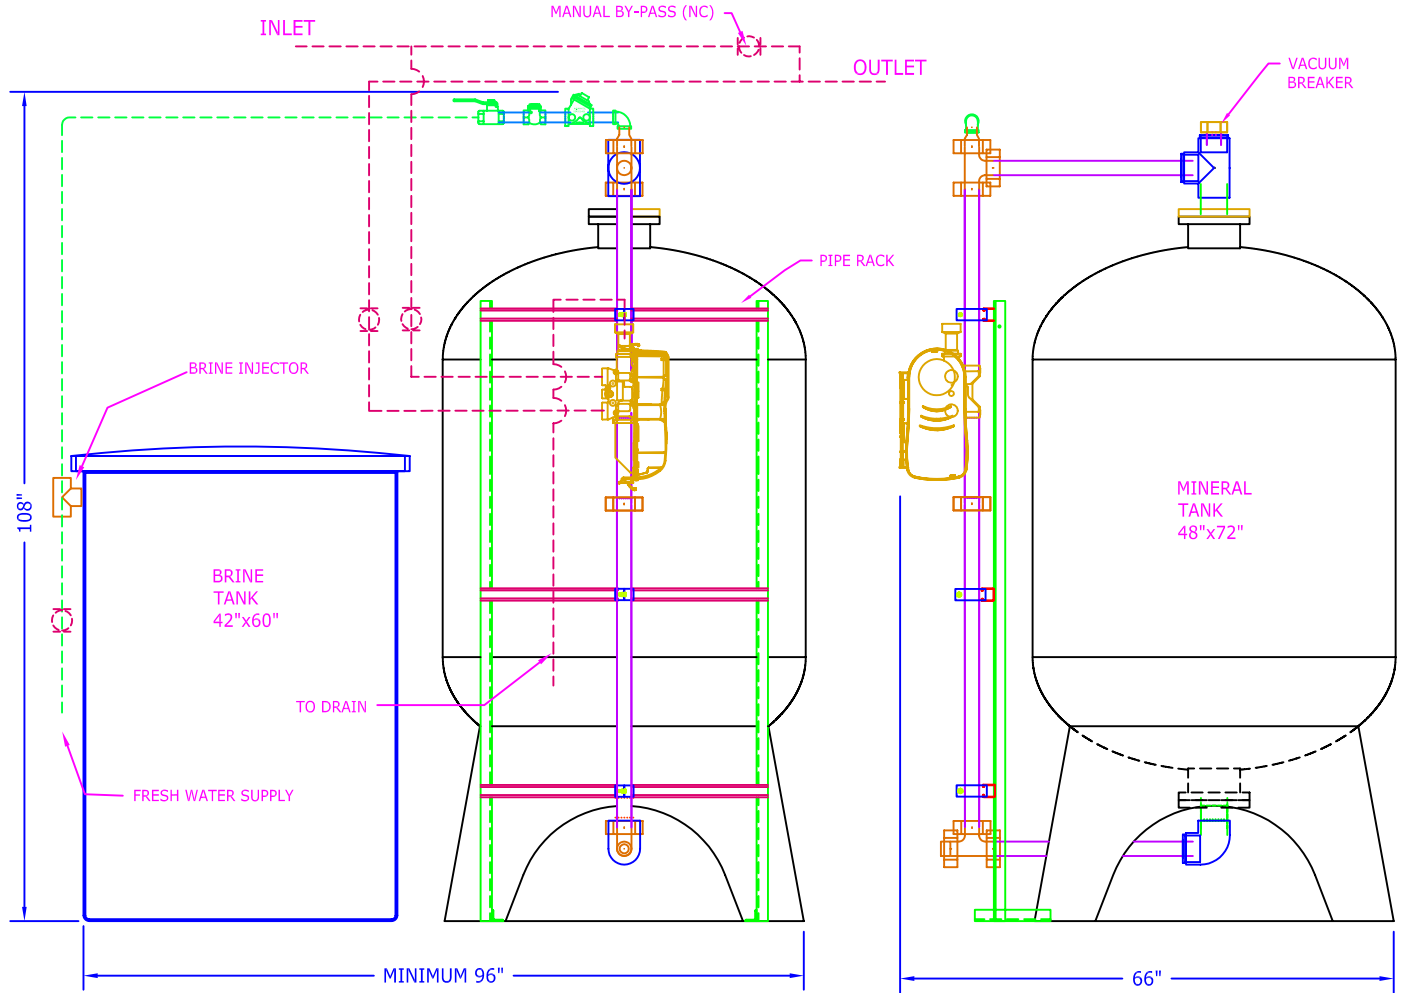 MANUAL BY-PASS (NC)
INLET
OUTLET
VACUUM
BREAKER
PIPE RACK
BRINE INJECTOR
108"
MINERAL
TANK
48"x72"
BRINE
TANK
42"x60"
TO DRAIN
FRESH WATER SUPPLY
MINIMUM 96"
66"